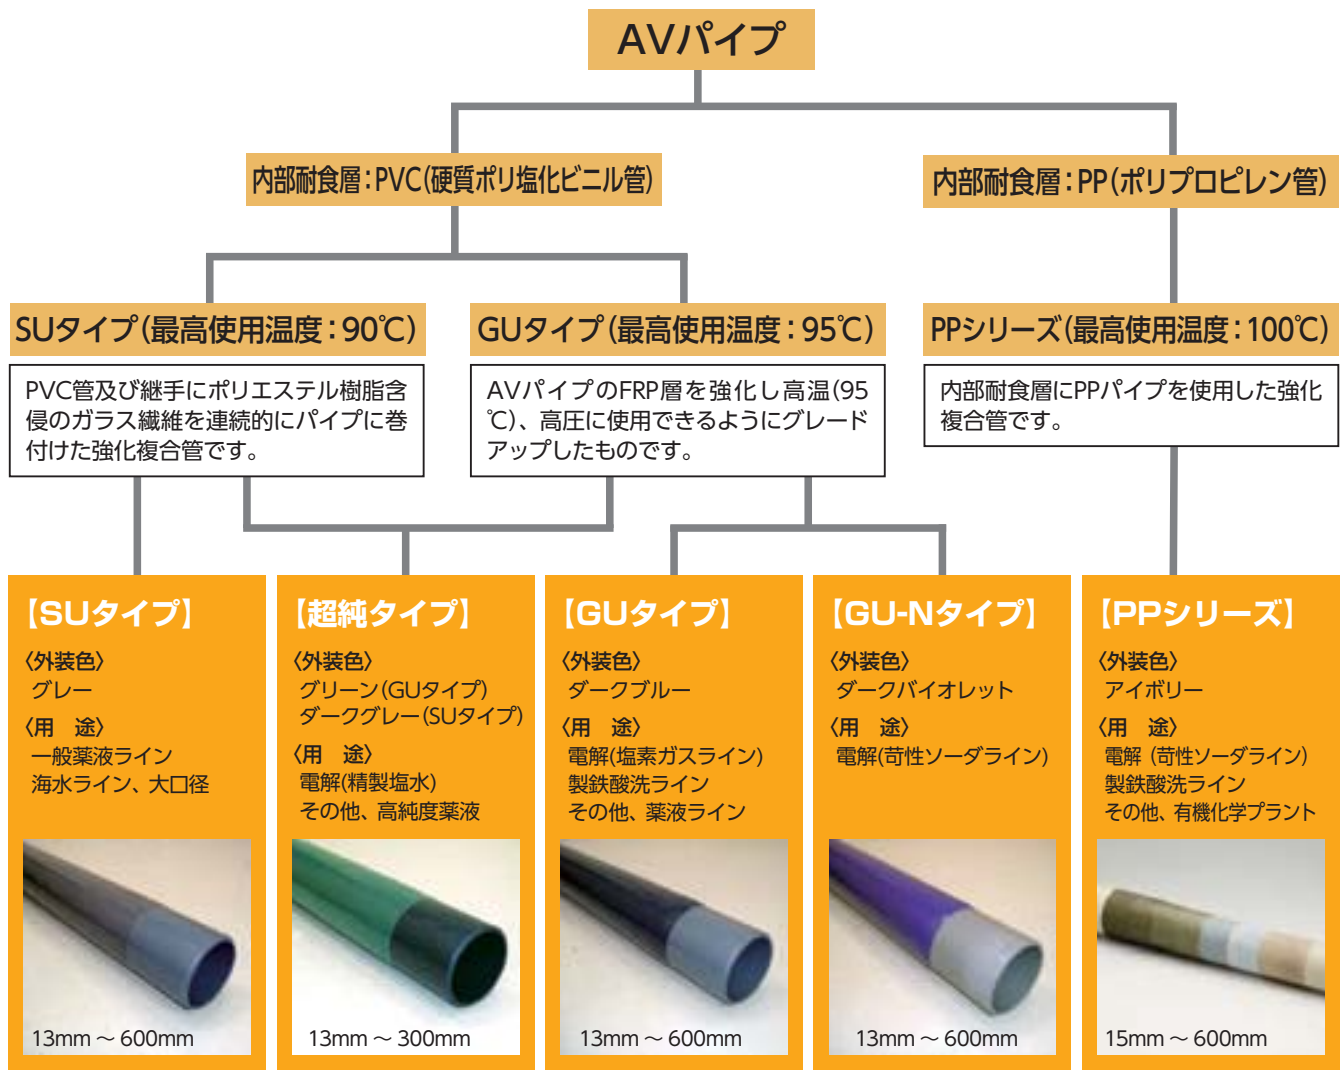 AVパイプ
内部耐食層：PVC(硬質ポリ塩化ビニル管)
内部耐食層：PP(ポリプロピレン管)
SUタイプ(最高使用温度：90℃)
GUタイプ(最高使用温度：95℃)
PPシリーズ(最高使用温度：100℃)
PVC管及び継手にポリエステル樹脂含
侵のガラス繊維を連続的にパイプに巻
付けた強化複合管です。
AVパイプのFRP層を強化し高温(95
℃)、高圧に使用できるようにグレード
アップしたものです。
内部耐食層にPPパイプを使用した強化
複合管です。
【SUタイプ】
〈外装色〉
グレー
〈用　途〉
一般薬液ライン
海水ライン、大口径
13mm ～ 600mm
【超純タイプ】
〈外装色〉
グリーン(GUタイプ)
ダークグレー(SUタイプ)
〈用　途〉
電解(精製塩水)
その他、高純度薬液
13mm ～ 300mm
【GUタイプ】
〈外装色〉
ダークブルー
〈用　途〉
電解(塩素ガスライン)
製鉄酸洗ライン
その他、薬液ライン
13mm ～ 600mm
【GU-Nタイプ】
〈外装色〉
ダークバイオレット
〈用　途〉
電解(苛性ソーダライン)
13mm ～ 600mm
【PPシリーズ】
〈外装色〉
アイボリー
〈用　途〉
電解 (苛性ソーダライン)
製鉄酸洗ライン
その他、有機化学プラント
15mm ～ 600mm